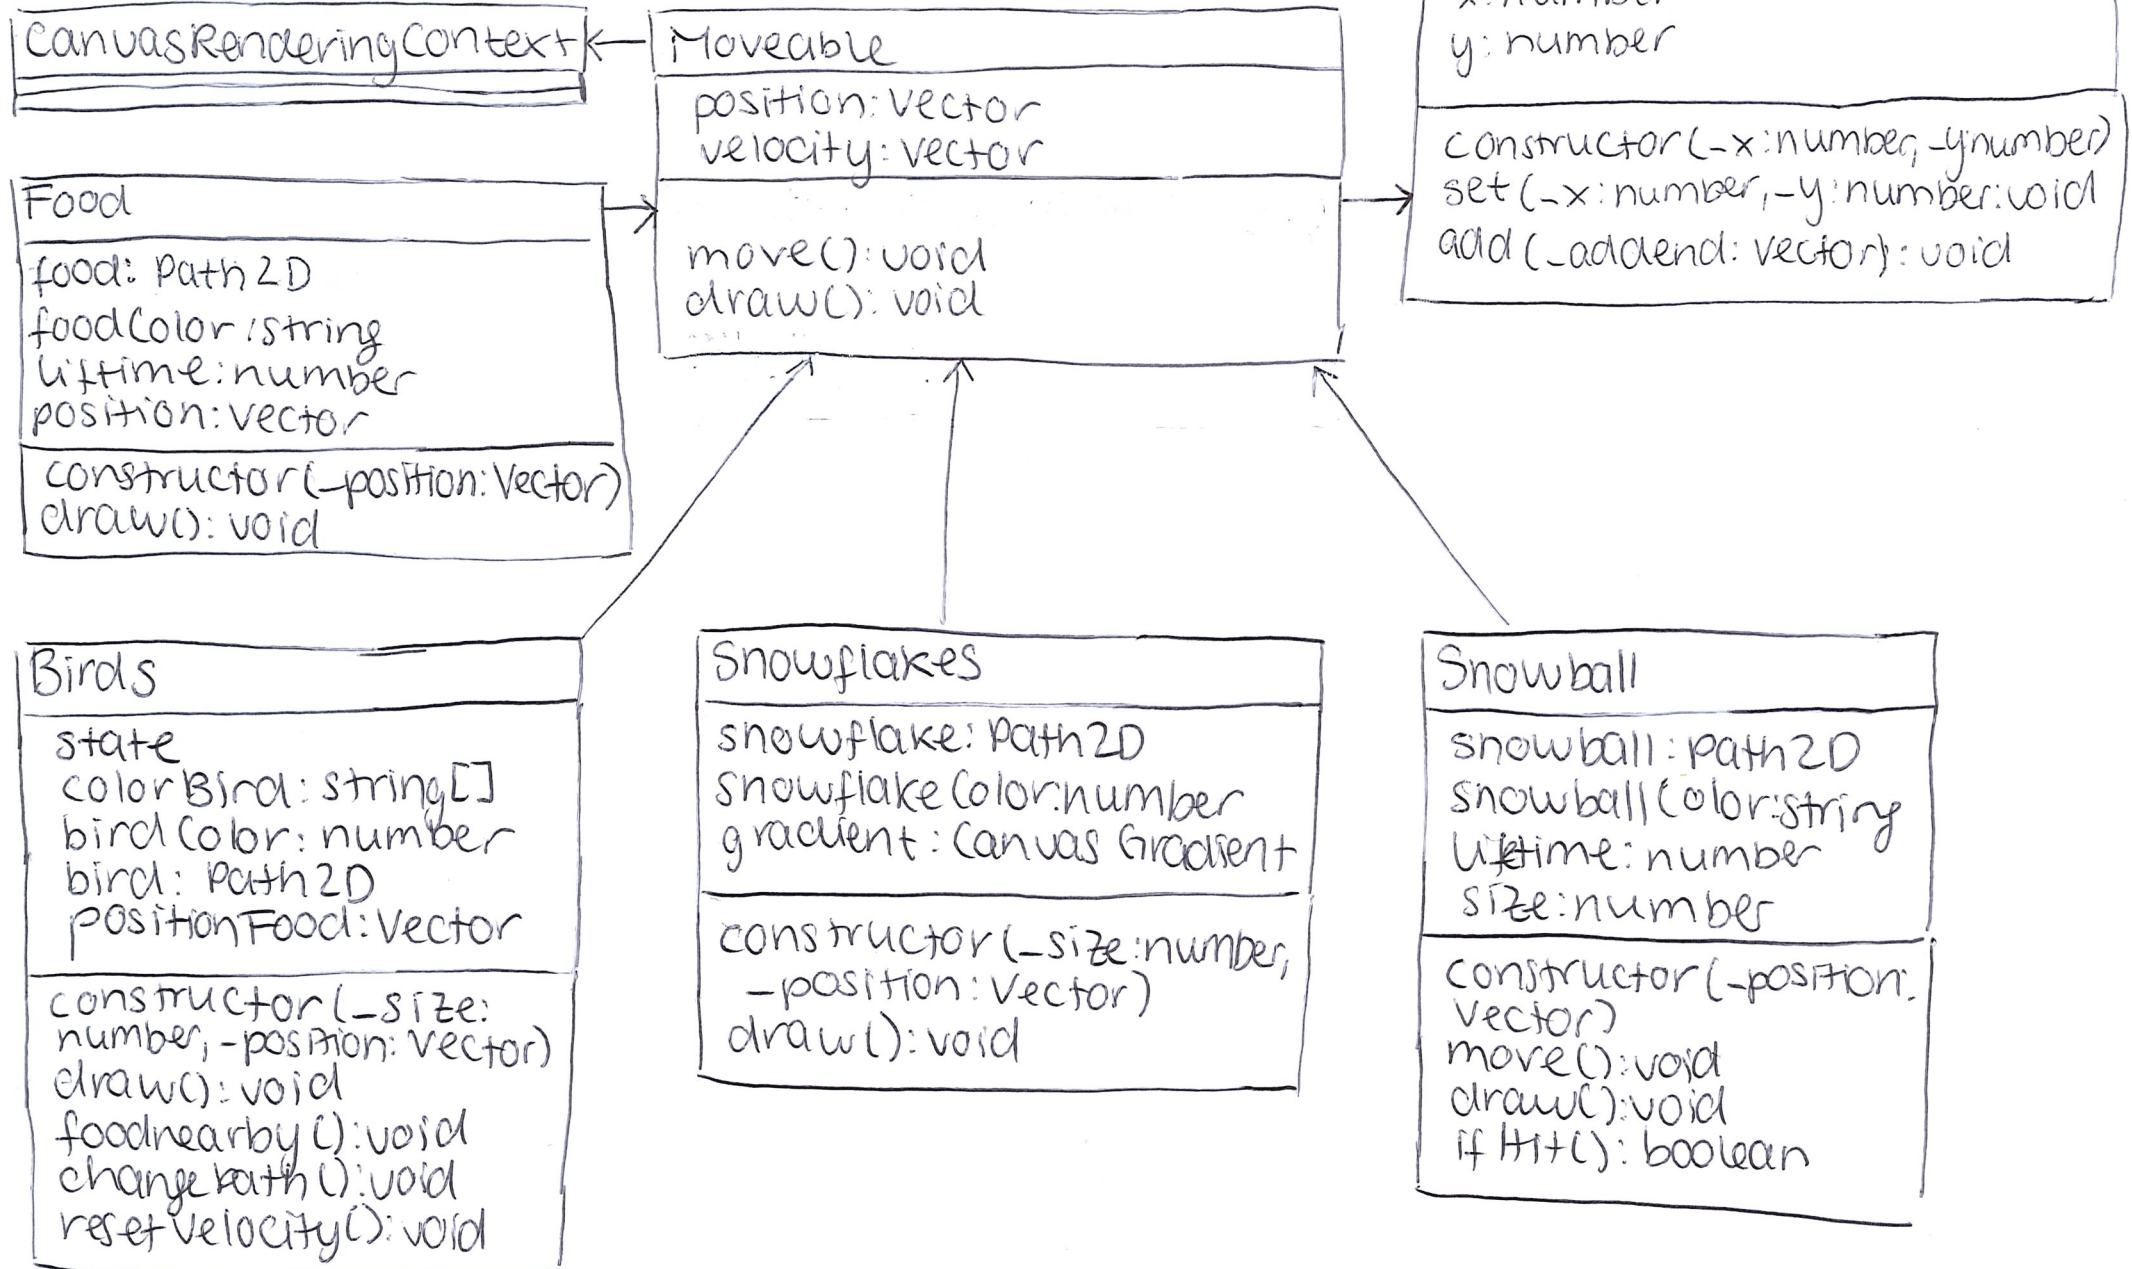 CanvasRenderingContext
Moveable
position: Vector
velocity: Vector
move(): void
draw(): void
x: number
y: number
constructor(_x: number, _y number)
set(_x: number, _y: number: void
add(_addend: Vector): void
Food
food: Path2D
foodColor: string
liftime: number
position: Vector
constructor(_position: Vector)
draw(): void
Birds
state
colorBird: string[]
birdColor: number
bird: Path2D
positionFood: Vector
constructor(_size:
number, _position: Vector)
draw(): void
foodnearby(): void
changePath(): void
resetVelocity(): void
Snowflakes
snowflake: Path2D
snowflakeColor: number
gradient: Canvas Gradient
constructor(_size: number,
_position: Vector)
draw(): void
Snowball
snowball: Path2D
snowballColor: string
lifetime: number
size: number
constructor(_position:
Vector)
move(): void
draw(): void
ifHit(): boolean